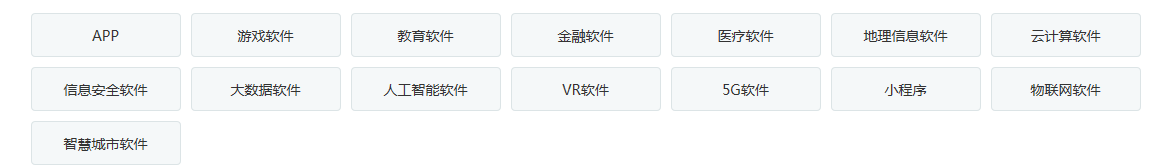 APP 游戏软件 教育软件 金融软件 医疗软件 地理信息软件 云计算软件
信息安全软件 大数据软件 人工智能软件 VR软件 5G软件 小程序 物联网软件
智慧城市软件